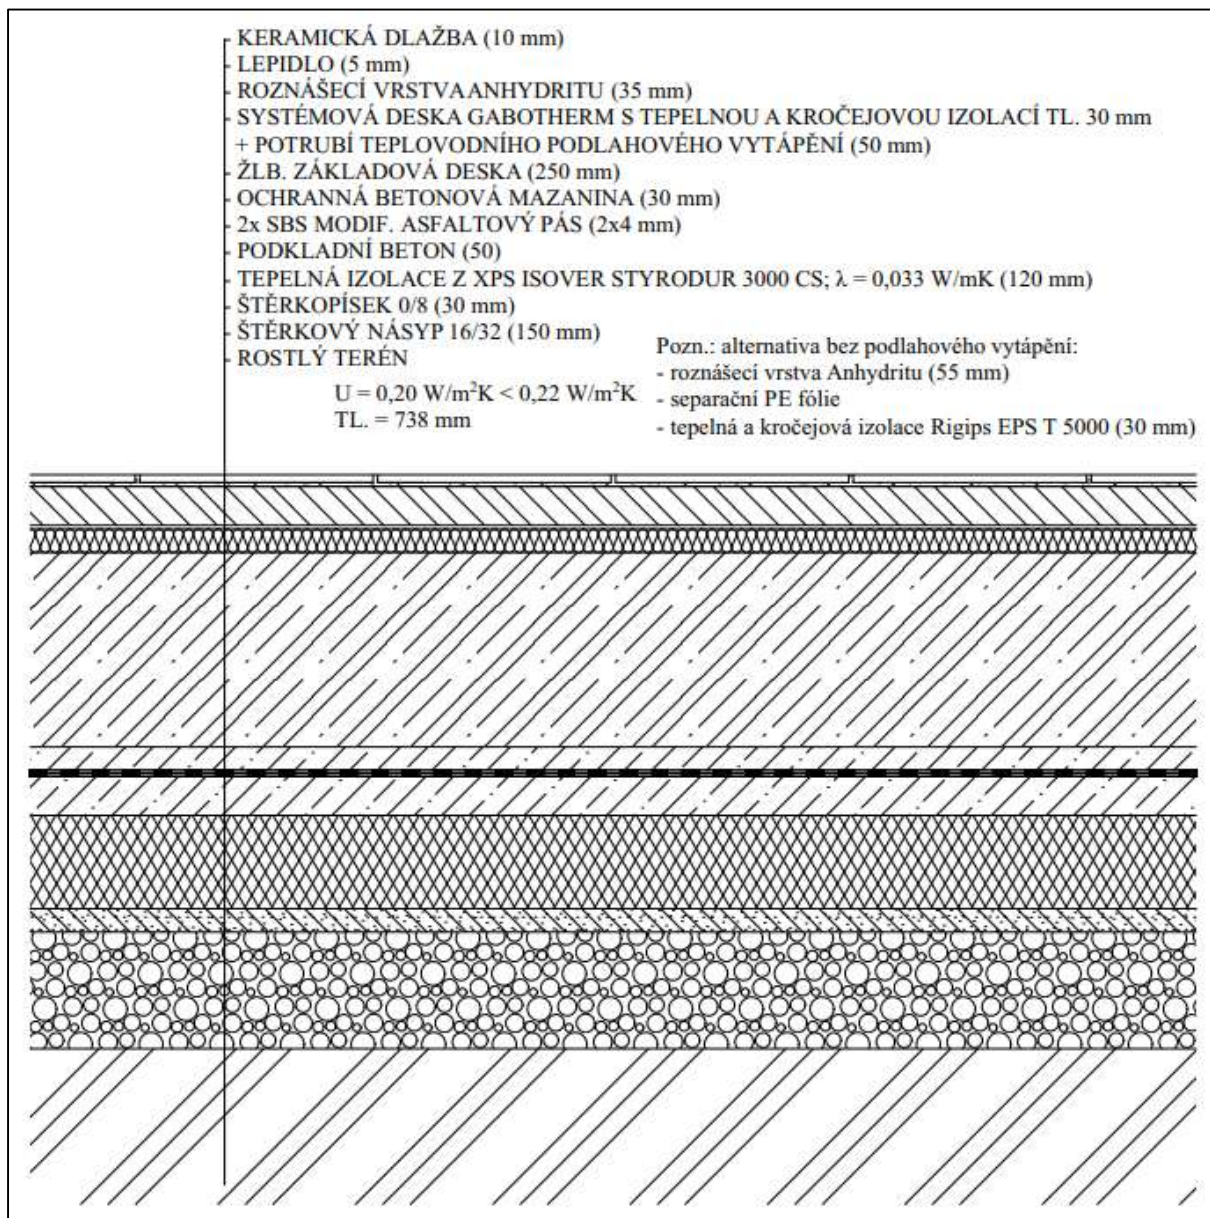 KERAMICKÁ DLAŽBA (10 mm)
LEPIDLO (5 mm)
ROZNÁŠECÍ VRSTVA ANHYDRITU (35 mm)
SYSTÉMOVÁ DESKA GABOTHERM S TEPELNOU A KROČEJOVOU IZOLACÍ TL. 30 mm
+ POTRUBÍ TEPLOVODNÍHO PODLAHOVÉHO VYTÁPĚNÍ (50 mm)
ŽLB. ZÁKLADOVÁ DESKA (250 mm)
OCHRANNÁ BETONOVÁ MAZANINA (30 mm)
2x SBS MODIF. ASFALTOVÝ PÁS (2x4 mm)
PODKLADNÍ BETON (50)
TEPELNÁ IZOLACE Z XPS ISOVER STYRODUR 3000 CS; λ = 0,033 W/mK (120 mm)
ŠTĚRKOPÍSEK 0/8 (30 mm)
ŠTĚRKOVÝ NÁSYP 16/32 (150 mm)
ROSTLÝ TERÉN
U = 0,20 W/m²K < 0,22 W/m²K
TL. = 738 mm
Pozn.: alternativa bez podlahového vytápění:
- roznášecí vrstva Anhydritu (55 mm)
- separační PE fólie
- tepelná a kročejová izolace Rigips EPS T 5000 (30 mm)